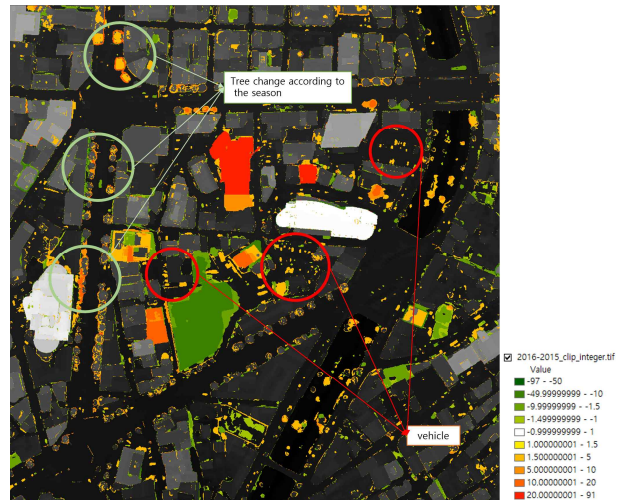 Tree change according to
the season
vehicle
2016-2015_clip_integer.tif
Value
-97 - -50
-49.99999999 - -10
-9.99999999 - -1.5
-1.499999999 - -1
-0.999999999 - 1
1.000000001 - 1.5
1.500000001 - 5
5.000000001 - 10
10.00000001 - 20
20.00000001 - 91